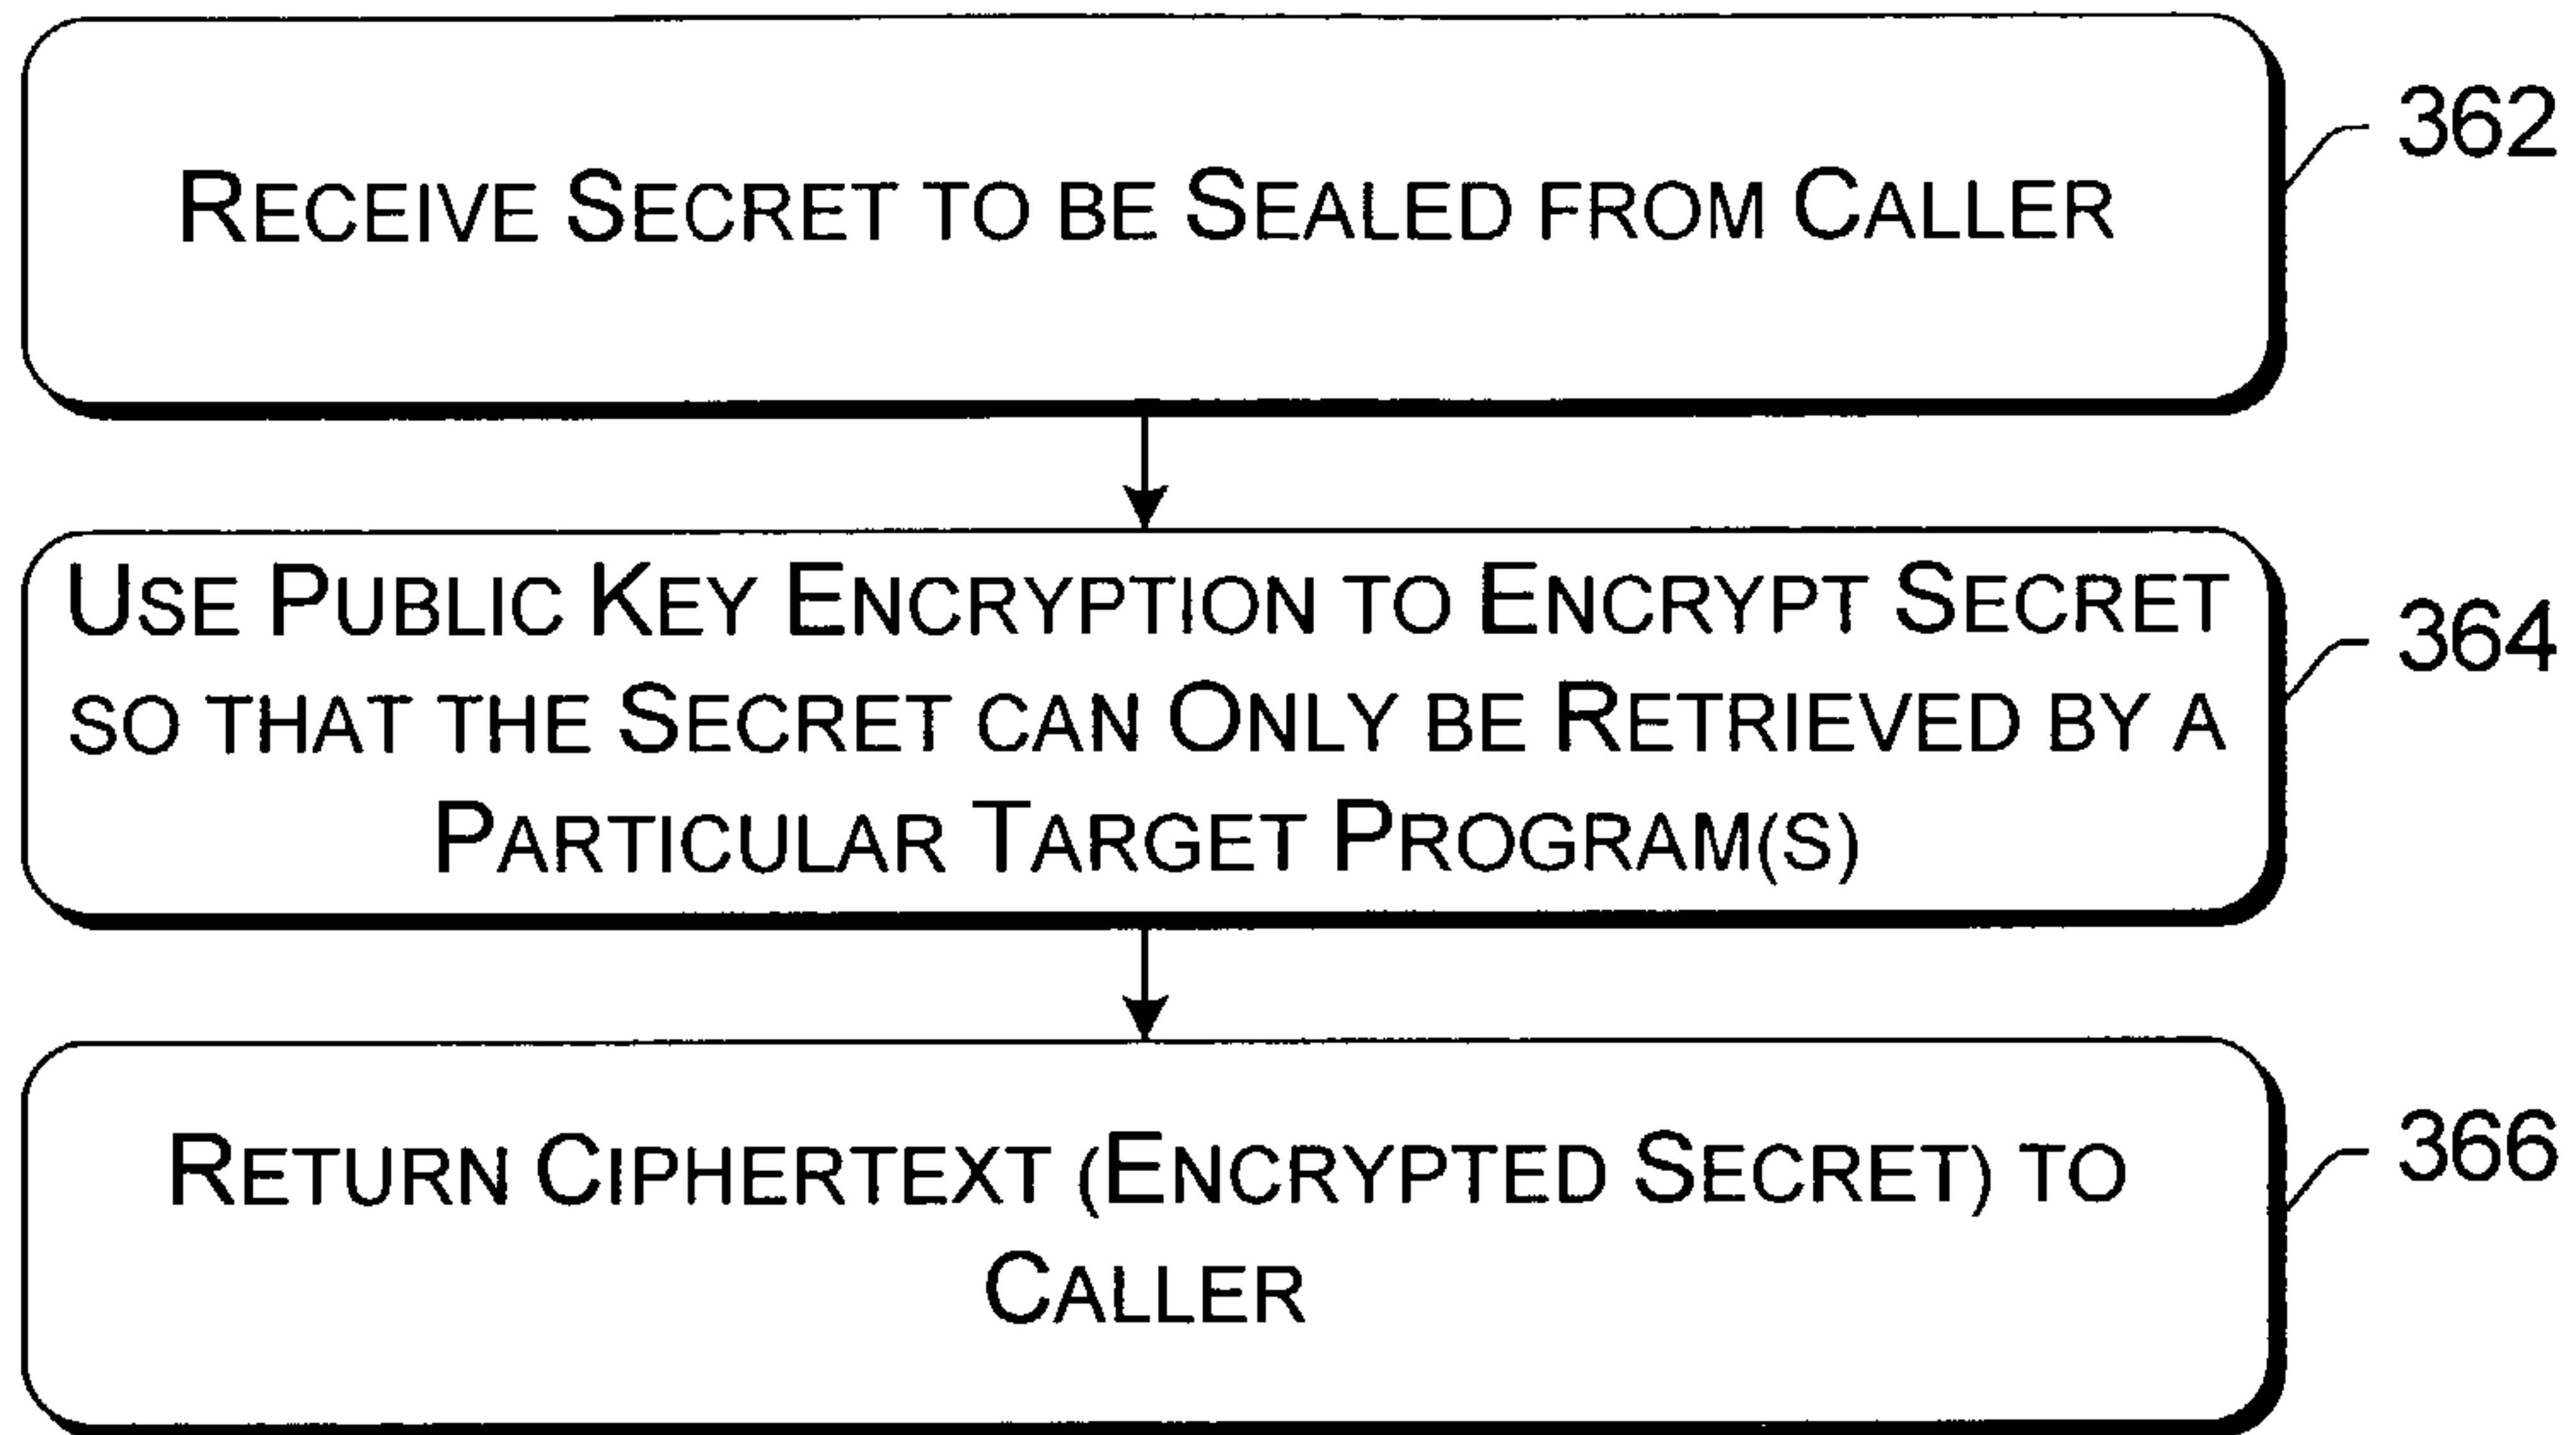 RECEIVE SECRET TO BE SEALED FROM CALLER
362
USE PUBLIC KEY ENCRYPTION TO ENCRYPT SECRET
SO THAT THE SECRET CAN ONLY BE RETRIEVED BY A
PARTICULAR TARGET PROGRAM(S)
364
RETURN CIPHERTEXT (ENCRYPTED SECRET) TO
CALLER
366